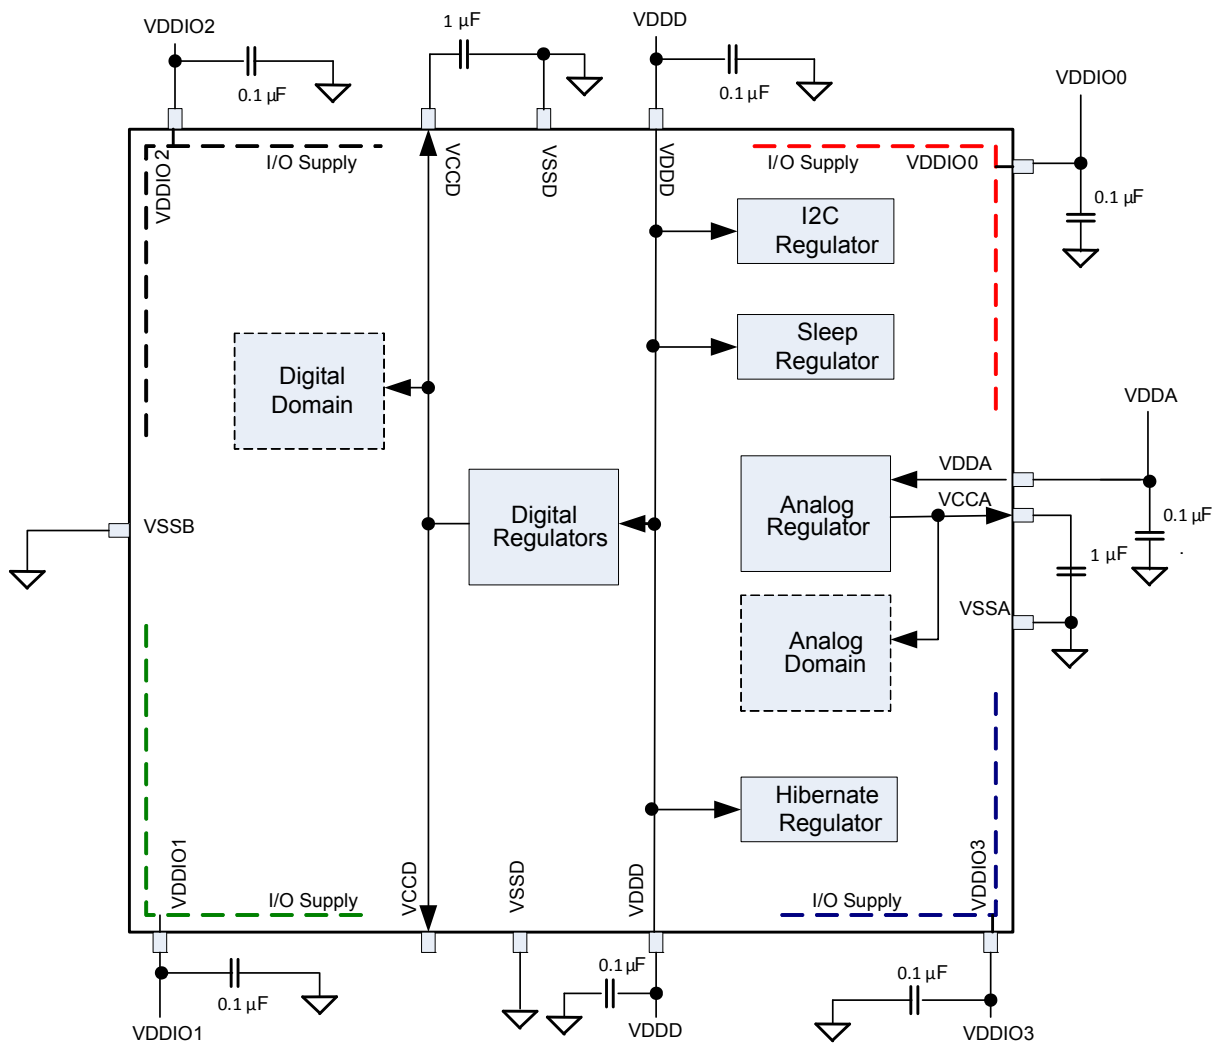 VDDIO2
1 µF
VDDD
0.1 µF
0.1 µF
VDDIO0
0.1 µF
I/O Supply
I/O Supply
VDDIO0
VDDIO 2
VCCD
VSSD
VDDD
I2C
Regulator
Sleep
Regulator
Digital
Domain
VDDA
VDDA
VCCA
Analog
Regulator
Digital
Regulators
VSSB
0.1 µF
1 µF
.
VSSA
Analog
Domain
Hibernate
Regulator
VDDIO1
VCCD
VSSD
VDDD
VDDIO3
I/O Supply
I/O Supply
0.1 µF
0.1 µF
0.1 µF
VDDIO1
VDDD
VDDIO3